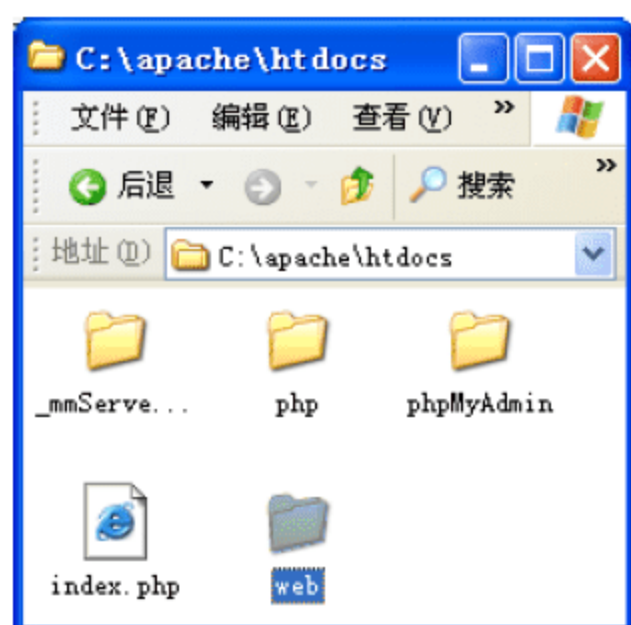 C:\apache\htdocs
文件(F) 编辑(E) 查看(V) »
后退 搜索 »
地址(D) C:\apache\htdocs
_mmServe... php phpMyAdmin
index.php web